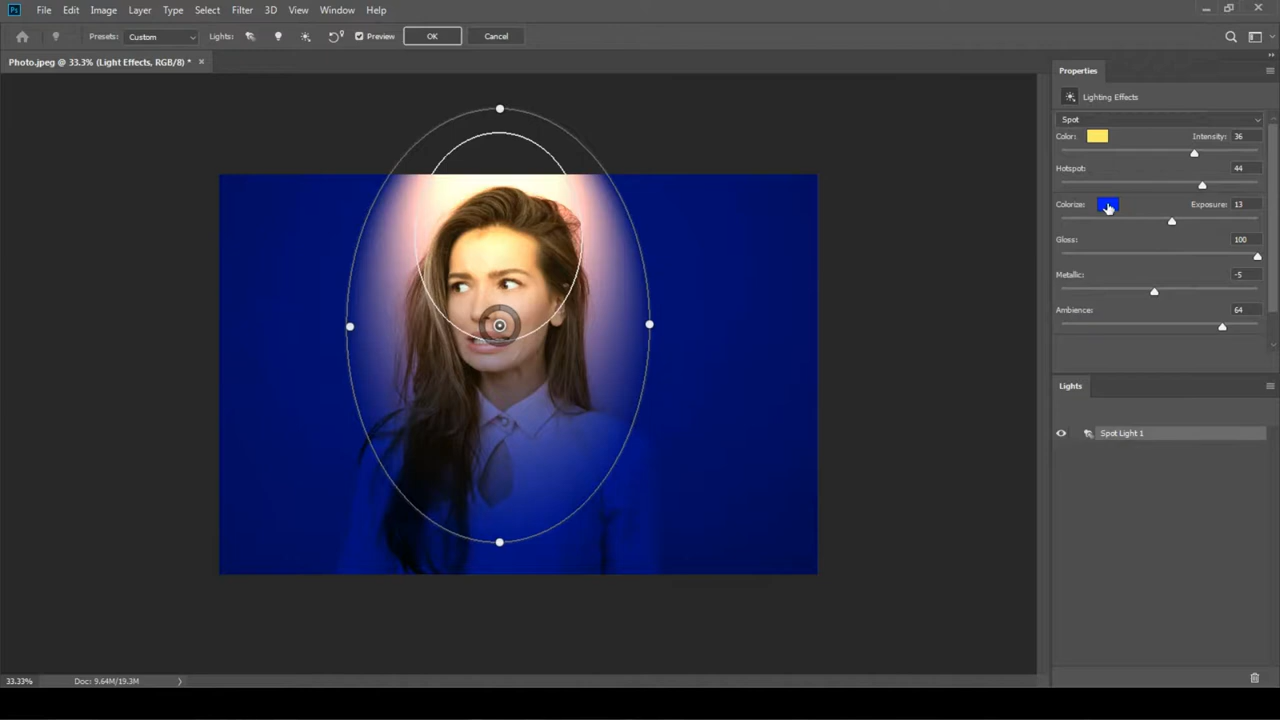 Ps File Edit Image Layer Type Select Filter 3D View Window Help
Presets: Custom Lights: Preview OK Cancel
Photo.jpeg @ 33.3% (Light Effects, RGB/8) *
Properties
Lighting Effects
Spot
Color: Intensity: 36
Hotspot: 44
Colorize: Exposure: 13
Gloss: 100
Metallic: -5
Ambience: 64
Lights
Spot Light 1
33.33% Doc: 9.64M/19.3M